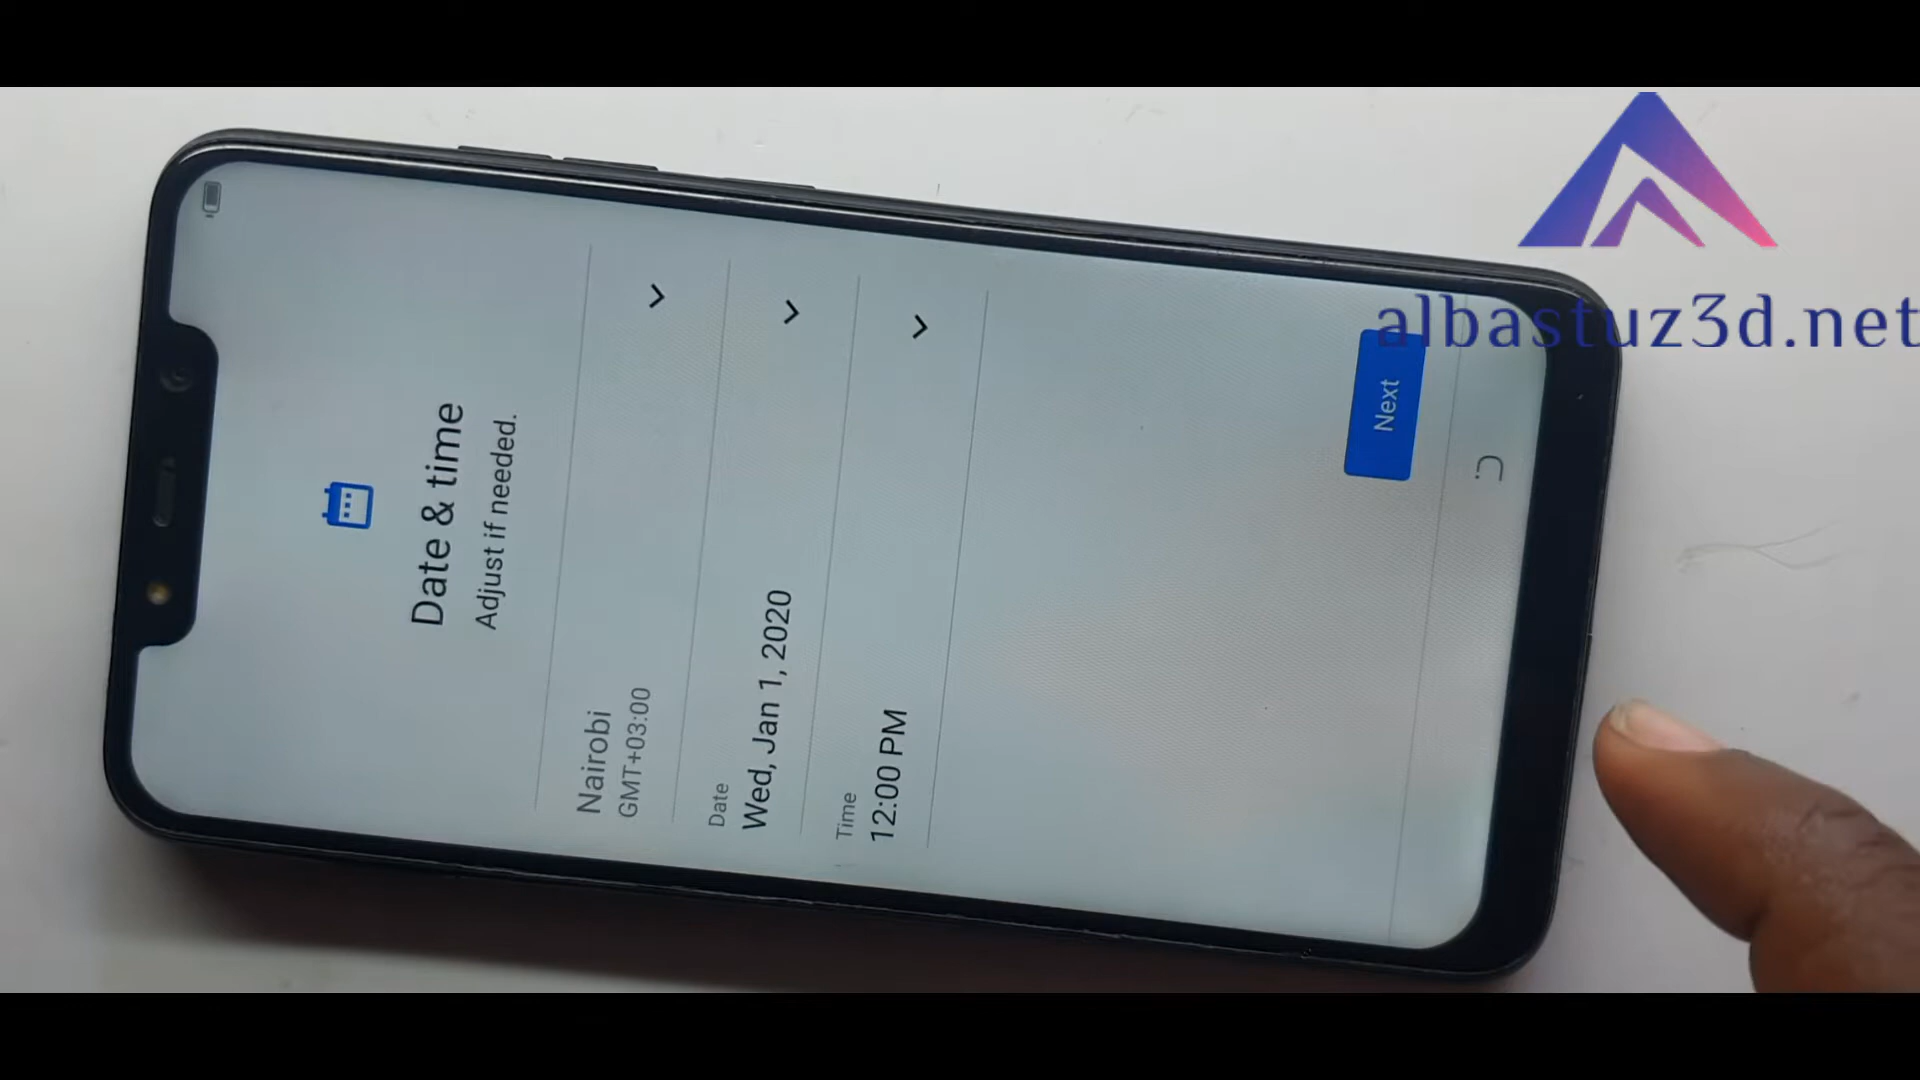 Date & time
Adjust if needed.
Nairobi
GMT+03:00
Date
Wed, Jan 1, 2020
Time
12:00 PM
Next
albastuz3d.net